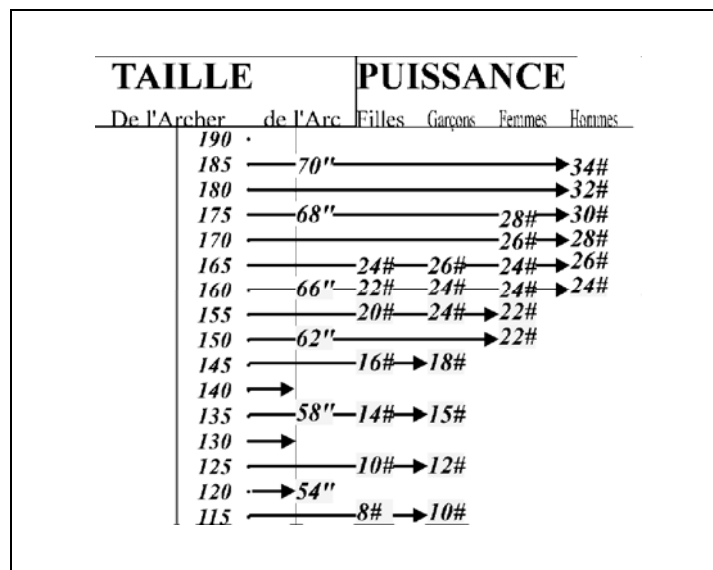 TAILLE PUISSANCE
De l'Archer de l'Arc Filles Garçons Femmes Hommes
190
185 70" 34#
180 32#
175 68" 28# 30#
170 26# 28#
165 24# 26# 24# 26#
160 66" 22# 24# 24# 24#
155 20# 24# 22#
150 62" 22#
145 16# 18#
140
135 58" 14# 15#
130
125 10# 12#
120 54"
115 8# 10#